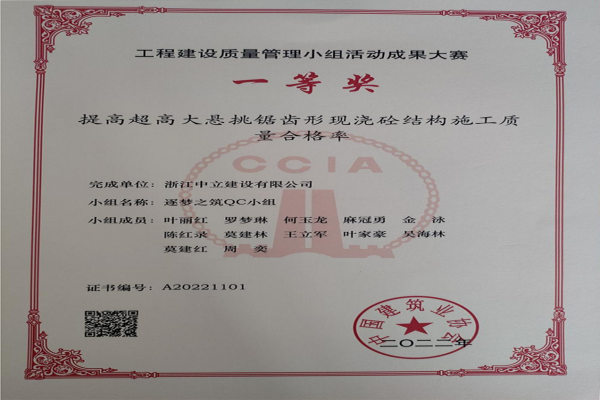 工程建设质量管理小组活动成果大赛
一等奖
提高超高大悬挑锯齿形现浇砼结构施工质
量合格率
CCIA
完成单位：浙江中立建设有限公司
小组名称：逐梦之筑QC小组
小组成员：叶丽红 罗梦琳 何玉龙 麻冠勇 金泳
陈红录 莫建林 王立军 叶家豪 吴海林
莫建红 周奕
证书编号：A20221101
中国建筑业协会
二〇二二年